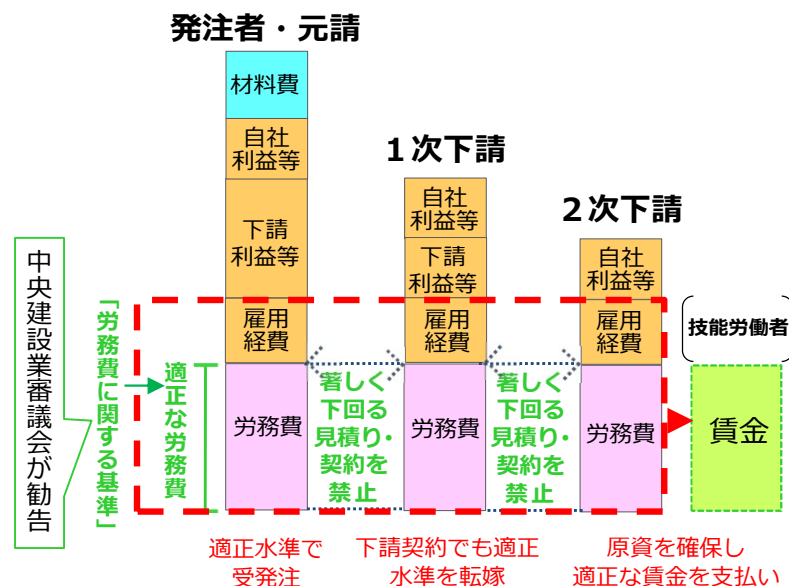 発注者・元請
材料費
自社
利益等
下請
利益等
雇用
経費
労務費
1次下請
自社
利益等
下請
利益等
雇用
経費
労務費
2次下請
自社
利益等
雇用
経費
労務費
中央建設業審議会が勧告
「労務費に関する基準」
適正な労務費
著しく
下回る
見積り・
契約を
禁止
著しく
下回る
見積り・
契約を
禁止
技能労働者
賃金
適正水準で
受発注
下請契約でも適正
水準を転嫁
原資を確保し
適正な賃金を支払い